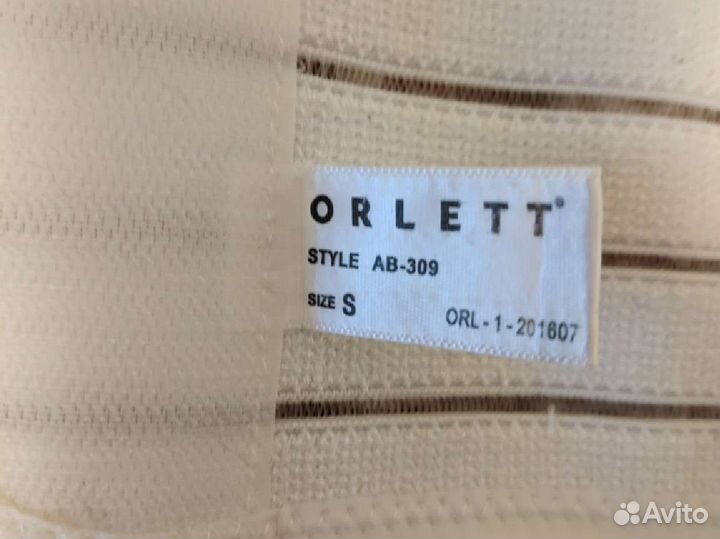 ORLETT®
STYLE AB-309
SIZE S
ORL - 1 - 201607
Avito